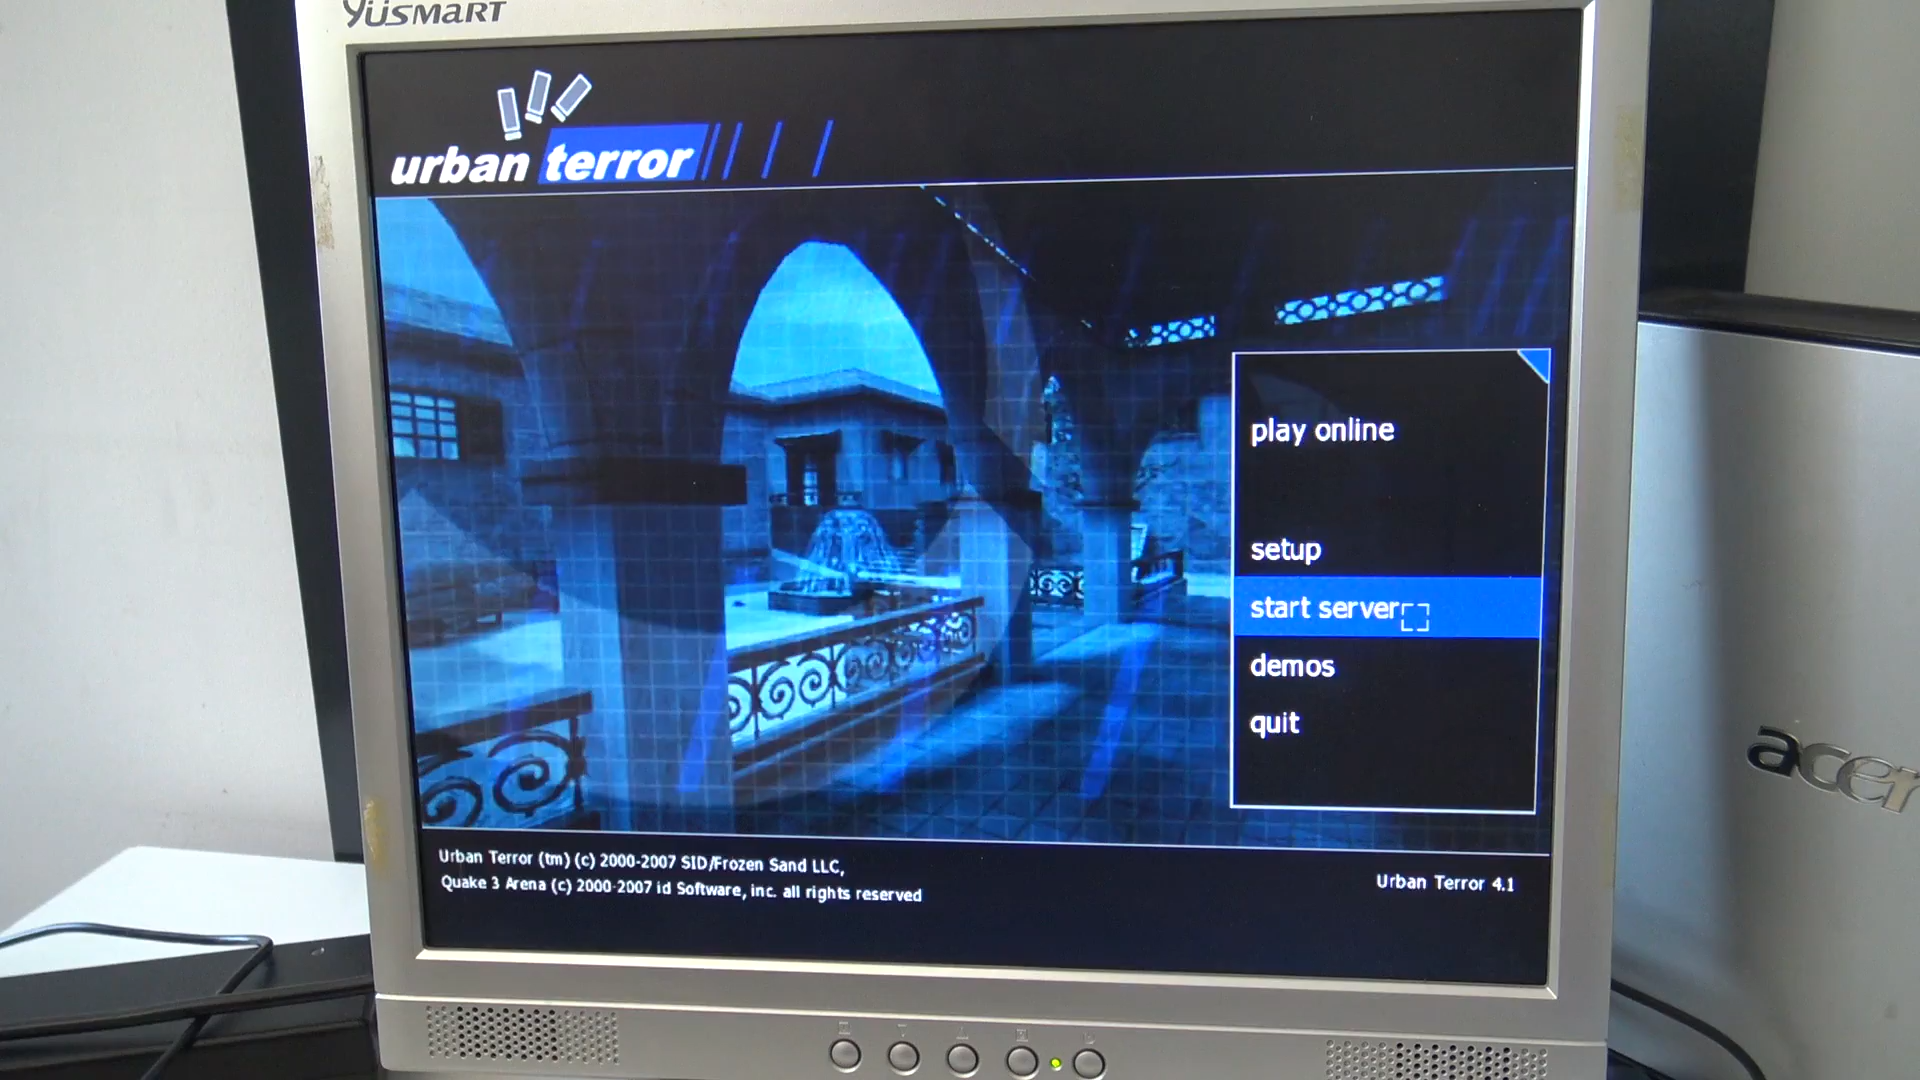 YÜSMART
urban terror
play online
setup
start server
demos
quit
Urban Terror (tm) (c) 2000-2007 SID/Frozen Sand LLC,
Quake 3 Arena (c) 2000-2007 id Software, inc. all rights reserved
Urban Terror 4.1
acer